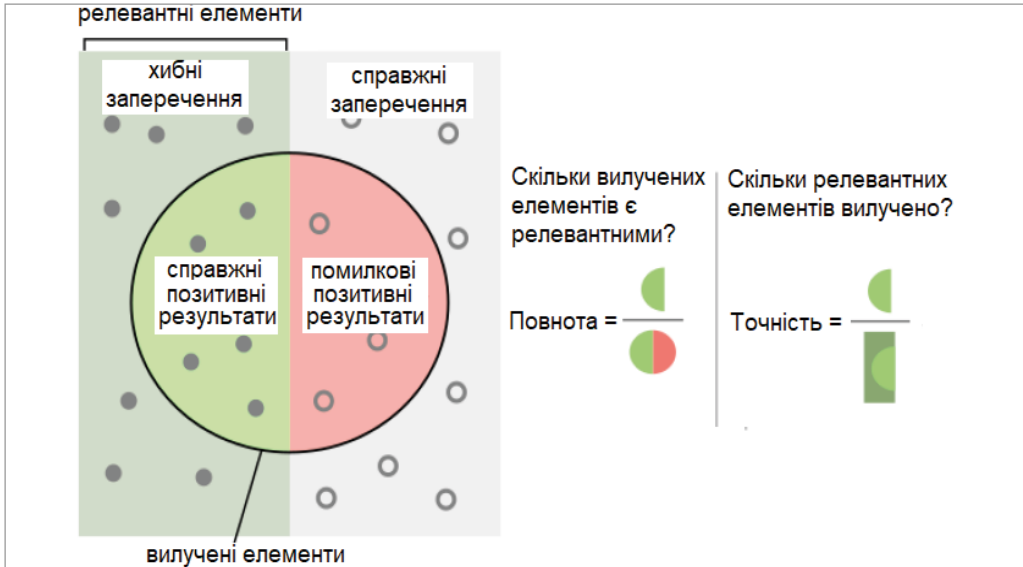 релевантні елементи
хибні
заперечення
справжні
заперечення
справжні
позитивні
результати
помилкові
позитивні
результати
вилучені елементи
Скільки вилучених
елементів є
релевантними?
Повнота =
Скільки релевантних
елементів вилучено?
Точність =